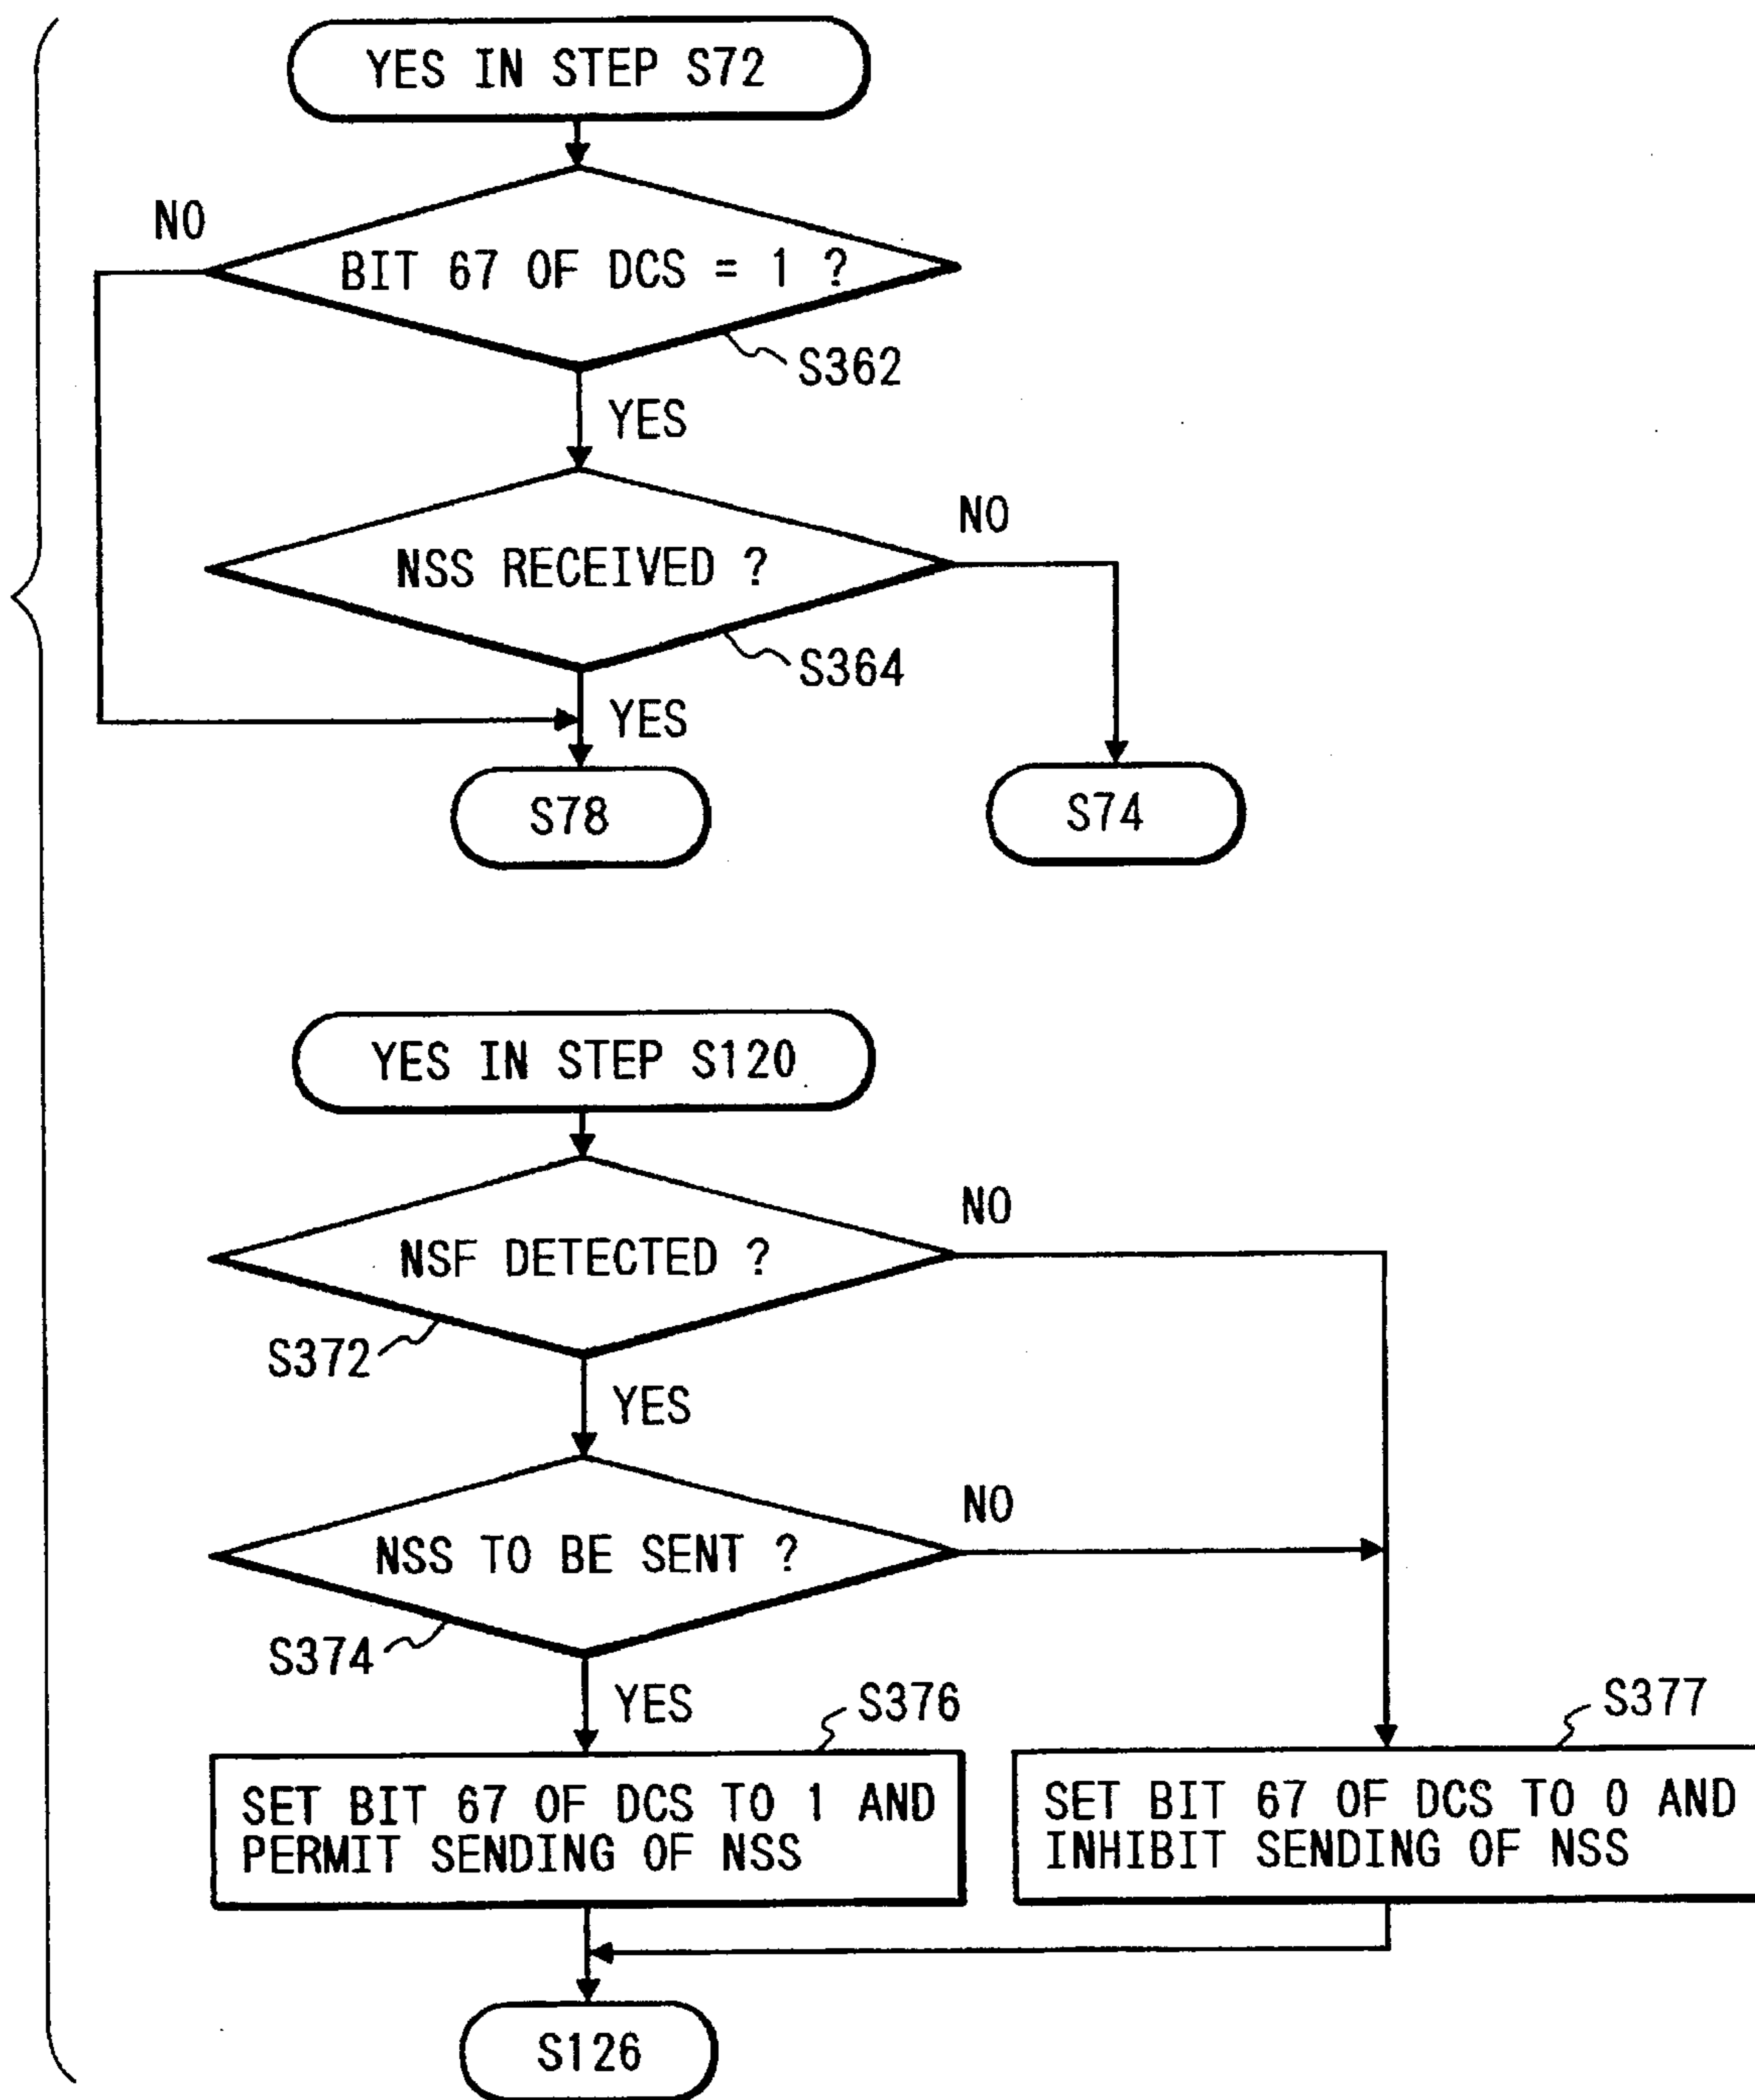 YES IN STEP S72
NO
BIT 67 OF DCS = 1 ?
S362
YES
NO
NSS RECEIVED ?
S364
YES
S78
S74
YES IN STEP S120
NO
NSF DETECTED ?
S372
YES
NO
NSS TO BE SENT ?
S374
YES
S376
S377
SET BIT 67 OF DCS TO 1 AND
PERMIT SENDING OF NSS
SET BIT 67 OF DCS TO 0 AND
INHIBIT SENDING OF NSS
S126